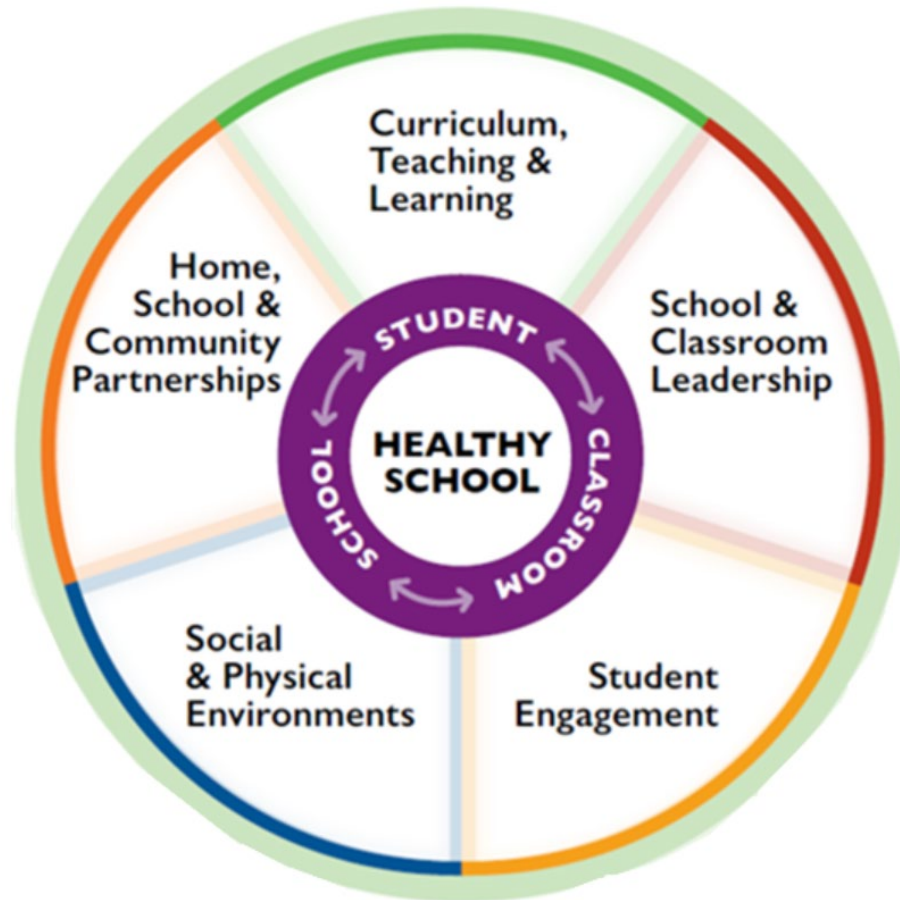 Curriculum,
Teaching &
Learning
Home,
School &
Community
Partnerships
School &
Classroom
Leadership
STUDENT
CLASSROOM
SCHOOL
HEALTHY
SCHOOL
Social
& Physical
Environments
Student
Engagement